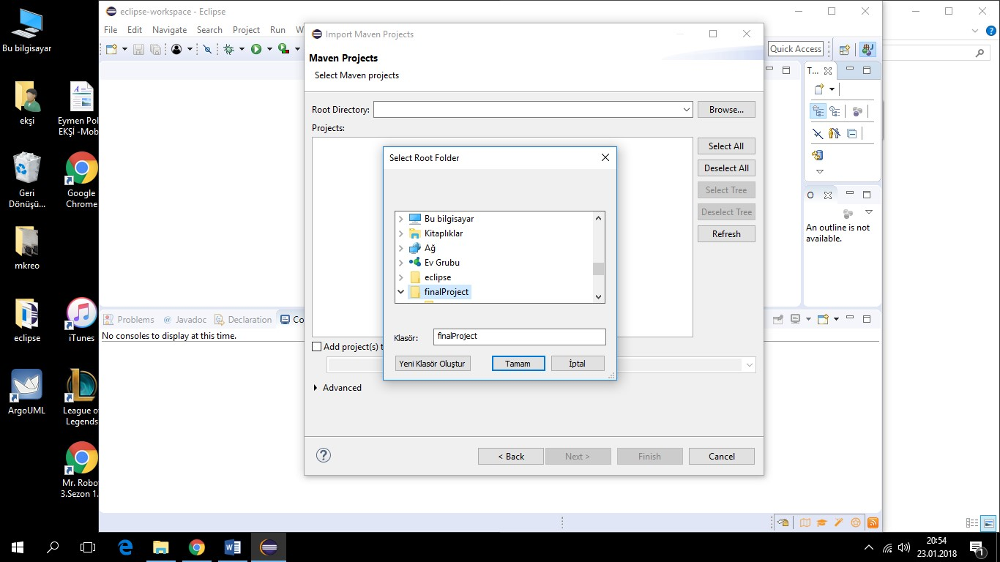 Bu bilgisayar
ekşi
Eymen Pol
EKŞİ -Mob
Geri
Dönüşü...
Google
Chrome
mkreo
eclipse
iTunes
ArgoUML
League of
Legends
Mr. Robo
3.Sezon 1.
eclipse-workspace - Eclipse
File Edit Navigate Search Project Run W
Quick Access
Import Maven Projects
Maven Projects
Select Maven projects
Root Directory:
Browse...
Projects:
Select All
Deselect All
Select Tree
Deselect Tree
Refresh
Select Root Folder
Bu bilgisayar
Kitaplıklar
Ağ
Ev Grubu
eclipse
finalProject
Klasör: finalProject
Yeni Klasör Oluştur Tamam İptal
Add project(s) t
Advanced
< Back Next > Finish Cancel
T...
O
An outline is not
available.
Problems @ Javadoc Declaration Co
No consoles to display at this time.
20:54
23.01.2018
1